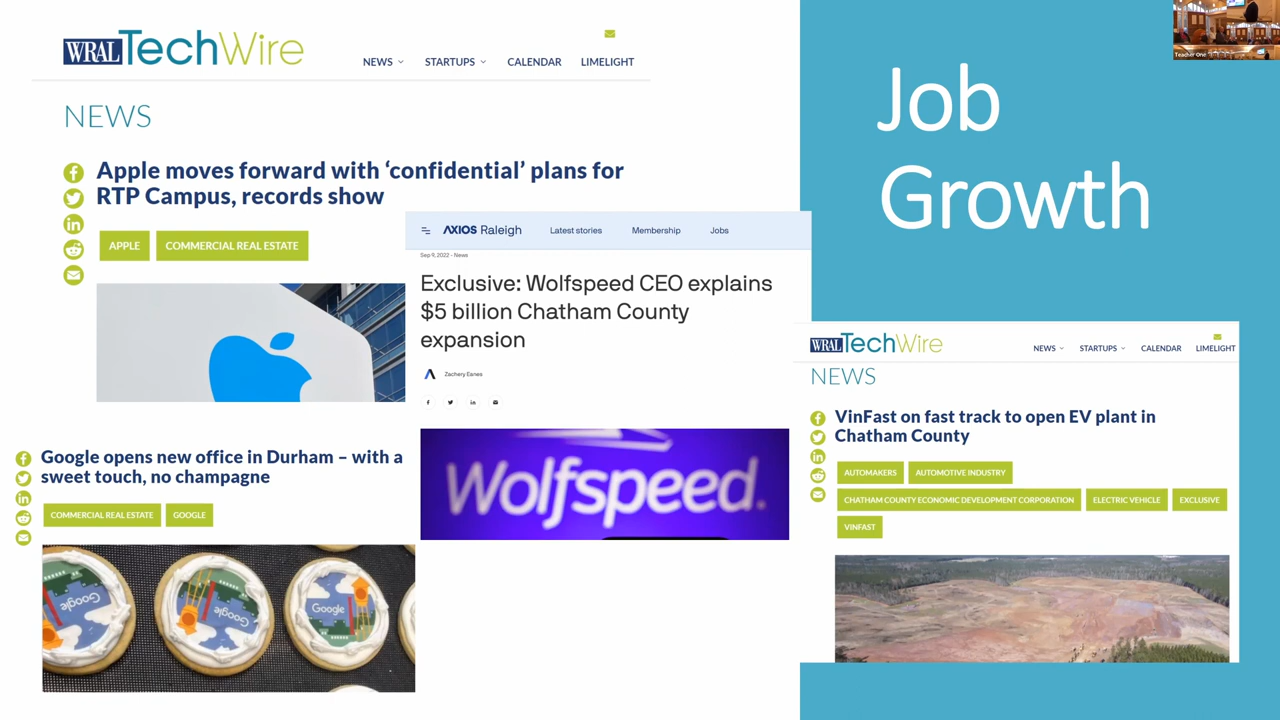 WRAL TechWire
NEWS STARTUPS CALENDAR LIMELIGHT
NEWS
Apple moves forward with ‘confidential’ plans for
RTP Campus, records show
APPLE COMMERCIAL REAL ESTATE
Google opens new office in Durham – with a
sweet touch, no champagne
COMMERCIAL REAL ESTATE GOOGLE
Google
Google
Google
AXIOS Raleigh Latest stories Membership Jobs
Sep 9, 2022 - News
Exclusive: Wolfspeed CEO explains
$5 billion Chatham County
expansion
Zachery Eanes
Wolfspeed.
Job
Growth
Teacher One
WRAL TechWire
NEWS STARTUPS CALENDAR LIMELIGHT
NEWS
VinFast on fast track to open EV plant in
Chatham County
AUTOMAKERS AUTOMOTIVE INDUSTRY
CHATHAM COUNTY ECONOMIC DEVELOPMENT CORPORATION ELECTRIC VEHICLE EXCLUSIVE
VINFAST